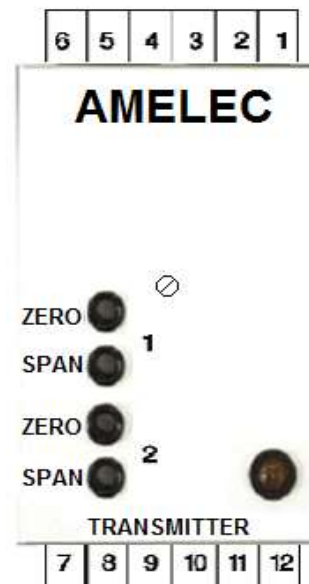 6 5 4 3 2 1
AMELEC
ZERO
1
SPAN
ZERO
2
SPAN
TRANSMITTER
7 8 9 10 11 12